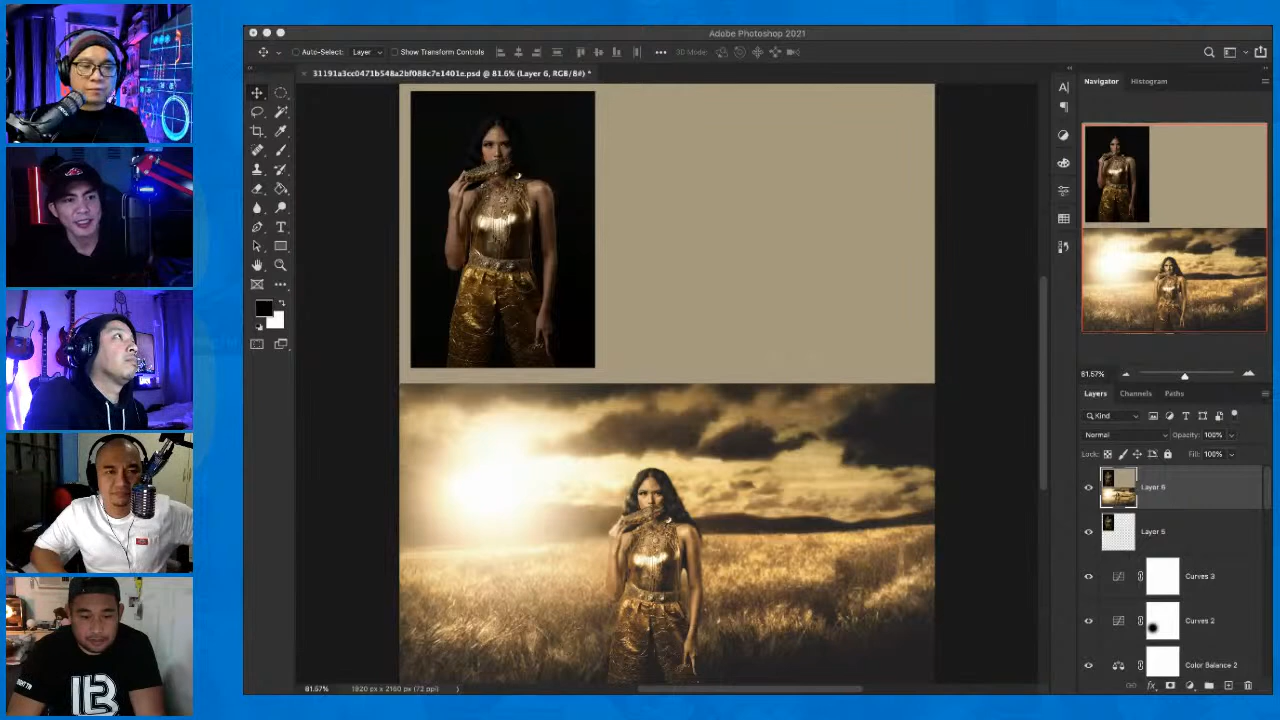 Adobe Photoshop 2021
Auto-Select: Layer Show Transform Controls 3D Mode:
31191a3cc0471b548a2bf088c7e1401e.psd @ 81.6% (Layer 6, RGB/8#) *
Navigator Histogram
81.57%
Layers Channels Paths
Kind
Normal Opacity: 100%
Lock: Fill: 100%
Layer 6
Layer 5
Curves 3
Curves 2
Color Balance 2
81.57% 1920 px x 2160 px (72 ppi)